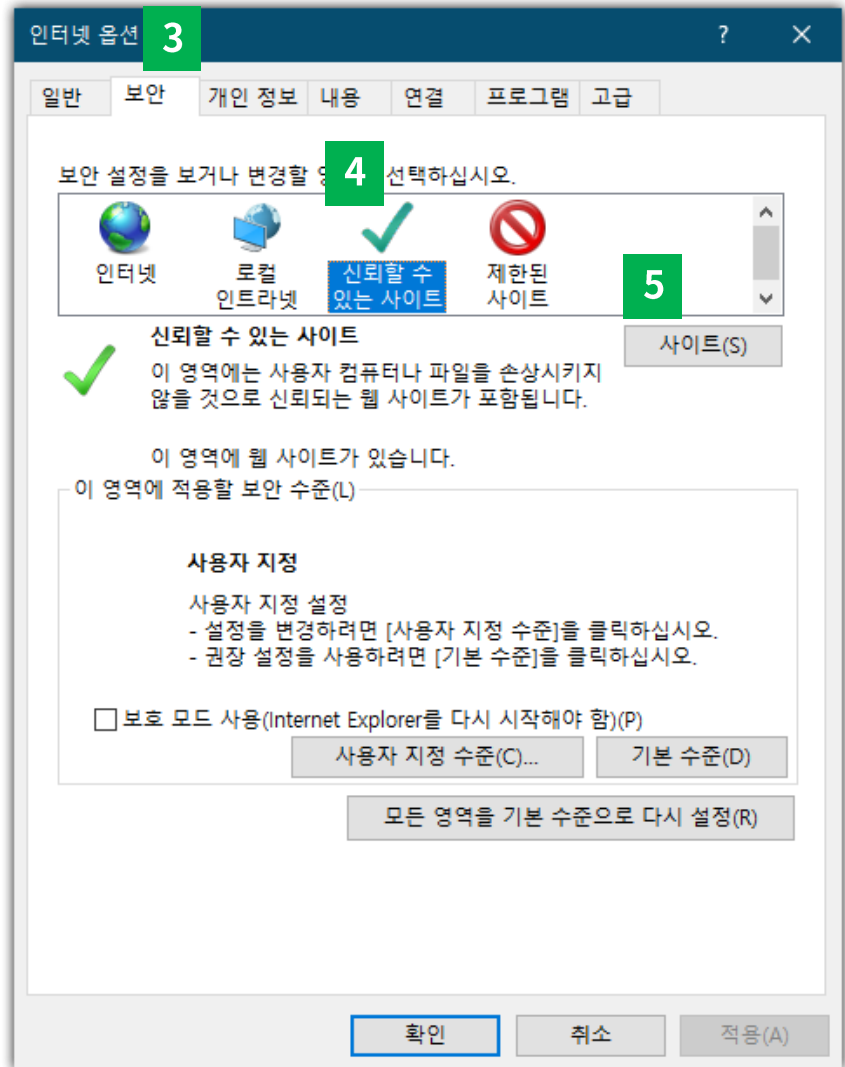 인터넷 옵션
3
?
일반 보안 개인 정보 내용 연결 프로그램 고급
4
보안 설정을 보거나 변경할 선택하십시오.
인터넷
로컬 인트라넷
신뢰할 수 있는 사이트
제한된 사이트
5
신뢰할 수 있는 사이트
사이트(S)
이 영역에는 사용자 컴퓨터나 파일을 손상시키지
않을 것으로 신뢰되는 웹 사이트가 포함됩니다.
이 영역에 웹 사이트가 있습니다.
이 영역에 적용할 보안 수준(L)
사용자 지정
사용자 지정 설정
- 설정을 변경하려면 [사용자 지정 수준]을 클릭하십시오.
- 권장 설정을 사용하려면 [기본 수준]을 클릭하십시오.
보호 모드 사용(Internet Explorer를 다시 시작해야 함)(P)
사용자 지정 수준(C)... 기본 수준(D)
모든 영역을 기본 수준으로 다시 설정(R)
확인 취소 적용(A)